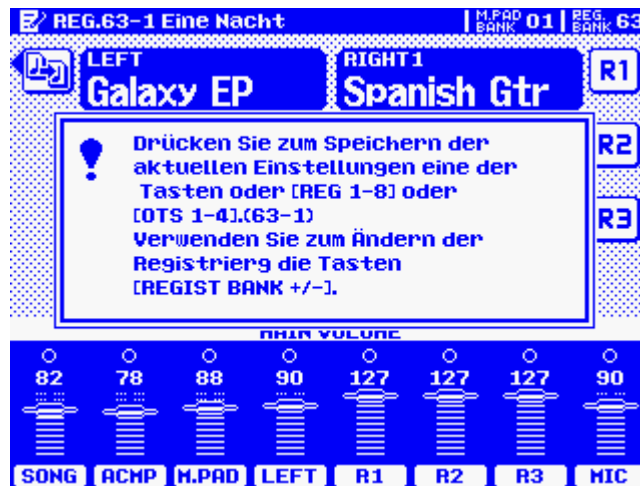 REG.63-1 Eine Nacht
M.PAD BANK 01 REG. BANK 63
LEFT
Galaxy EP
RIGHT1
Spanish Gtr
R1
R2
R3
Drücken Sie zum Speichern der
aktuellen Einstellungen eine der
Tasten oder [REG 1-8] oder
[OTS 1-4].(63-1)
Verwenden Sie zum Ändern der
Registrierg die Tasten
[REGIST BANK +/-].
MAIN VOLUME
82 78 88 90 127 127 127 90
SONG ACMP M.PAD LEFT R1 R2 R3 MIC